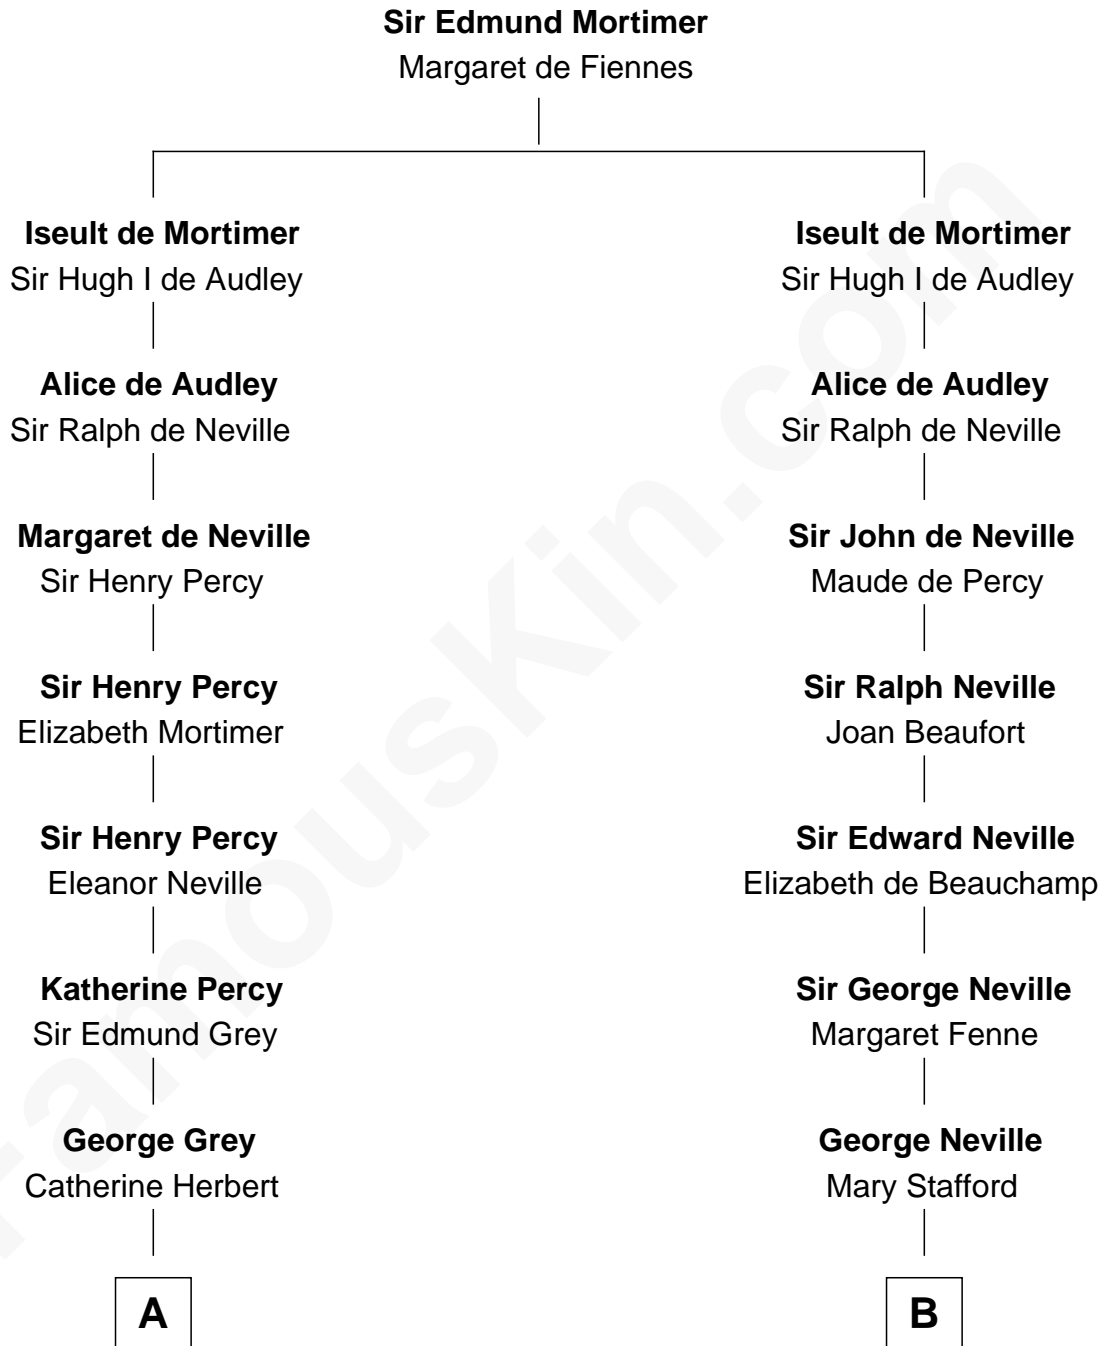 Sir Edmund Mortimer
Margaret de Fiennes
Iseult de Mortimer
Sir Hugh I de Audley
Iseult de Mortimer
Sir Hugh I de Audley
Alice de Audley
Sir Ralph de Neville
Alice de Audley
Sir Ralph de Neville
Margaret de Neville
Sir Henry Percy
Sir John de Neville
Maude de Percy
Sir Henry Percy
Elizabeth Mortimer
Sir Ralph Neville
Joan Beaufort
Sir Henry Percy
Eleanor Neville
Sir Edward Neville
Elizabeth de Beauchamp
Katherine Percy
Sir Edmund Grey
Sir George Neville
Margaret Fenne
George Grey
Catherine Herbert
George Neville
Mary Stafford
A
B
FamousKin.com